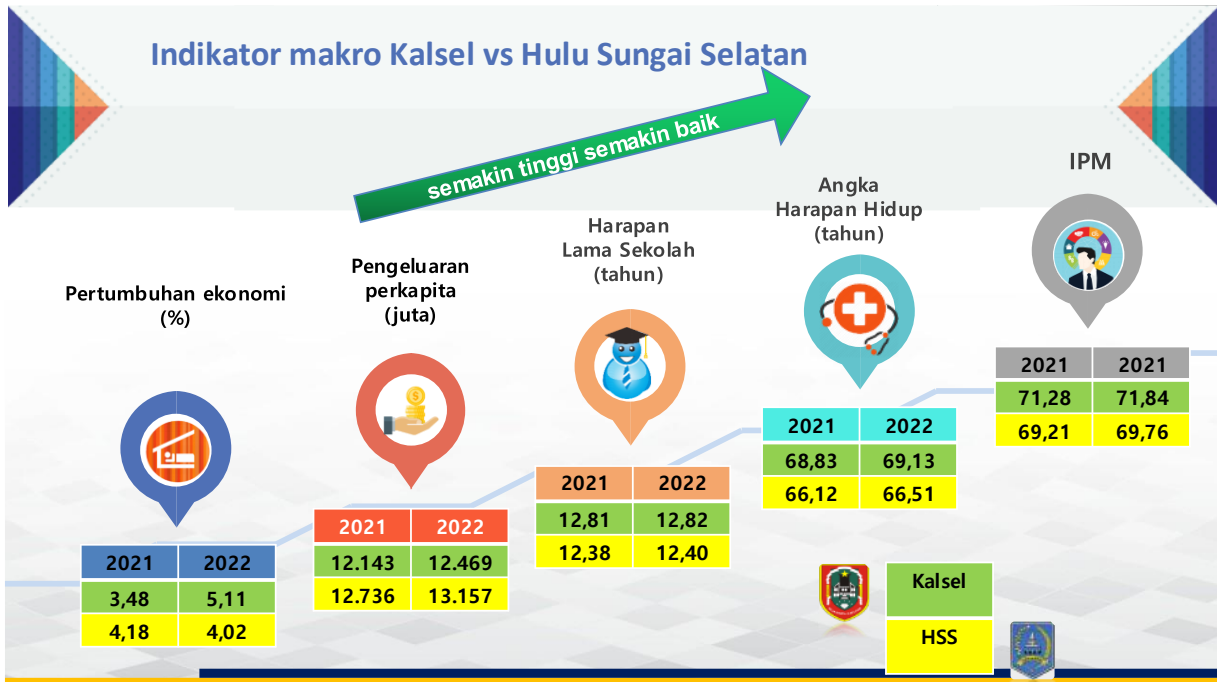 Indikator makro Kalsel vs Hulu Sungai Selatan
semakin tinggi semakin baik
Pertumbuhan ekonomi
(%)
2021 2022
3,48 5,11
4,18 4,02
Pengeluaran
perkapita
(juta)
2021 2022
12.143 12.469
12.736 13.157
Harapan
Lama Sekolah
(tahun)
2021 2022
12,81 12,82
12,38 12,40
Angka
Harapan Hidup
(tahun)
2021 2022
68,83 69,13
66,12 66,51
IPM
2021 2021
71,28 71,84
69,21 69,76
Kalsel
HSS